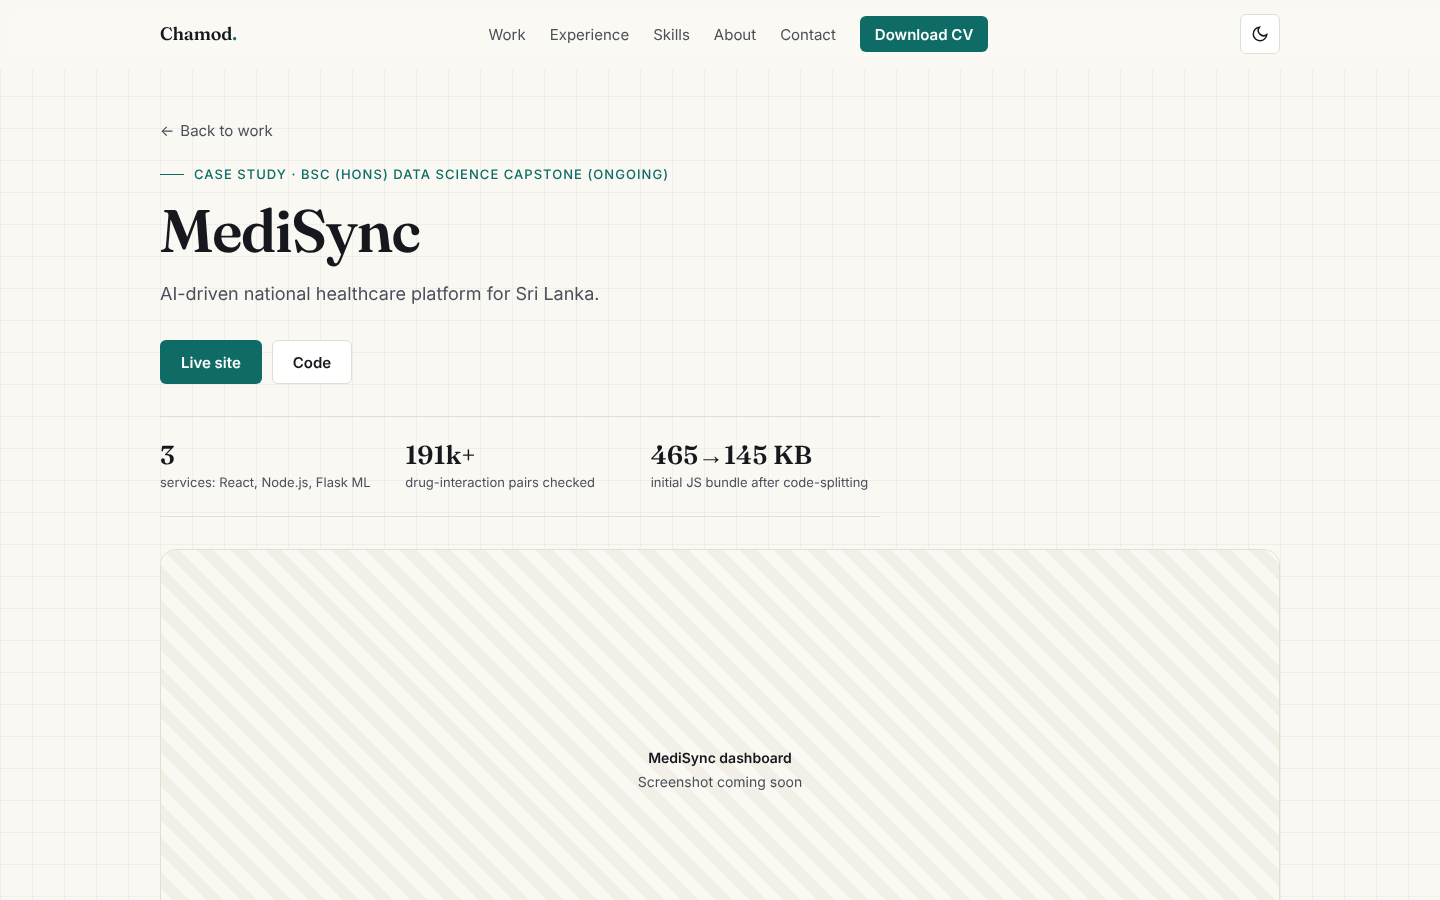 Chamod.
Work Experience Skills About Contact Download CV
← Back to work
CASE STUDY · BSC (HONS) DATA SCIENCE CAPSTONE (ONGOING)
MediSync
AI-driven national healthcare platform for Sri Lanka.
Live site Code
3
services: React, Node.js, Flask ML
191k+
drug-interaction pairs checked
465→145 KB
initial JS bundle after code-splitting
MediSync dashboard
Screenshot coming soon